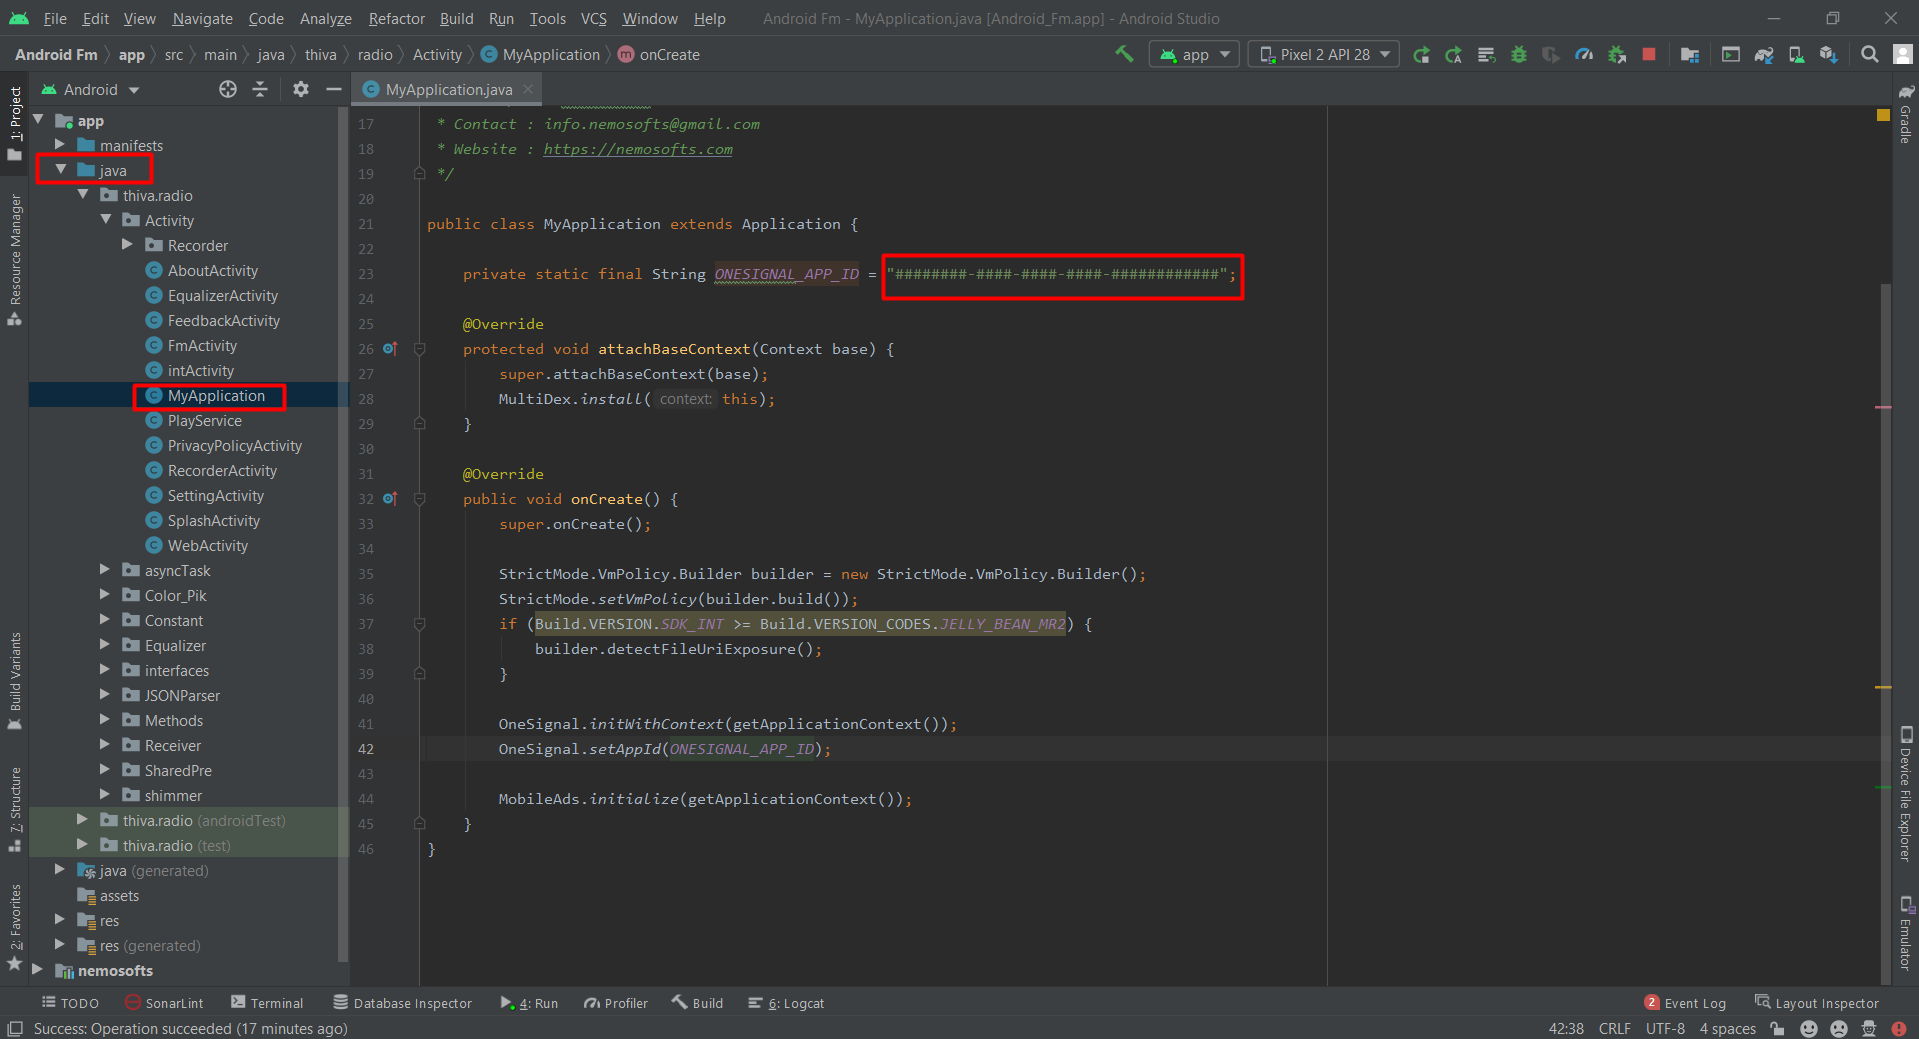 File Edit View Navigate Code Analyze Refactor Build Run Tools VCS Window Help Android Fm - MyApplication.java [Android_Fm.app] - Android Studio
Android Fm app src main java thiva radio Activity MyApplication onCreate app Pixel 2 API 28
Android
MyApplication.java
1: Project
Resource Manager
Build Variants
7: Structure
2: Favorites
app
manifests
java
thiva.radio
Activity
Recorder
AboutActivity
EqualizerActivity
FeedbackActivity
FmActivity
intActivity
MyApplication
PlayService
PrivacyPolicyActivity
RecorderActivity
SettingActivity
SplashActivity
WebActivity
asyncTask
Color_Pik
Constant
Equalizer
interfaces
JSONParser
Methods
Receiver
SharedPre
shimmer
thiva.radio (androidTest)
thiva.radio (test)
java (generated)
assets
res
res (generated)
nemosofts
17 * Contact : info.nemosofts@gmail.com
18 * Website : https://nemosofts.com
19 */
20
21 public class MyApplication extends Application {
22
23 private static final String ONESIGNAL_APP_ID = "########-####-####-####-############";
24
25 @Override
26 protected void attachBaseContext(Context base) {
27 super.attachBaseContext(base);
28 MultiDex.install( context: this);
29 }
30
31 @Override
32 public void onCreate() {
33 super.onCreate();
34
35 StrictMode.VmPolicy.Builder builder = new StrictMode.VmPolicy.Builder();
36 StrictMode.setVmPolicy(builder.build());
37 if (Build.VERSION.SDK_INT >= Build.VERSION_CODES.JELLY_BEAN_MR2) {
38 builder.detectFileUriExposure();
39 }
40
41 OneSignal.initWithContext(getApplicationContext());
42 OneSignal.setAppId(ONESIGNAL_APP_ID);
43
44 MobileAds.initialize(getApplicationContext());
45 }
46 }
Gradle
Device File Explorer
Emulator
TODO SonarLint Terminal Database Inspector 4: Run Profiler Build 6: Logcat 2 Event Log Layout Inspector
Success: Operation succeeded (17 minutes ago) 42:38 CRLF UTF-8 4 spaces